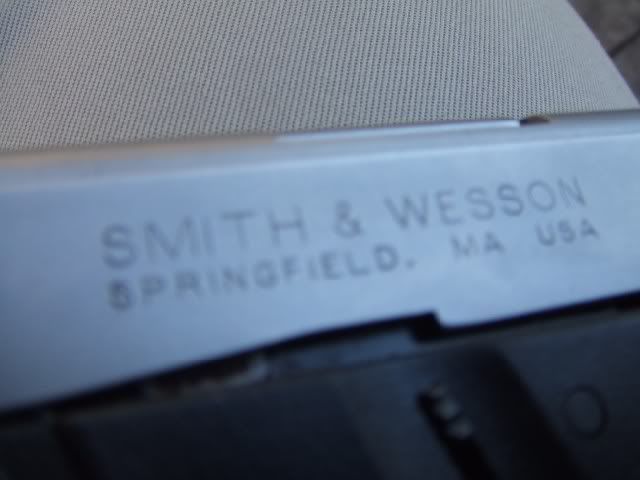 SMITH & WESSON
SPRINGFIELD. MA USA